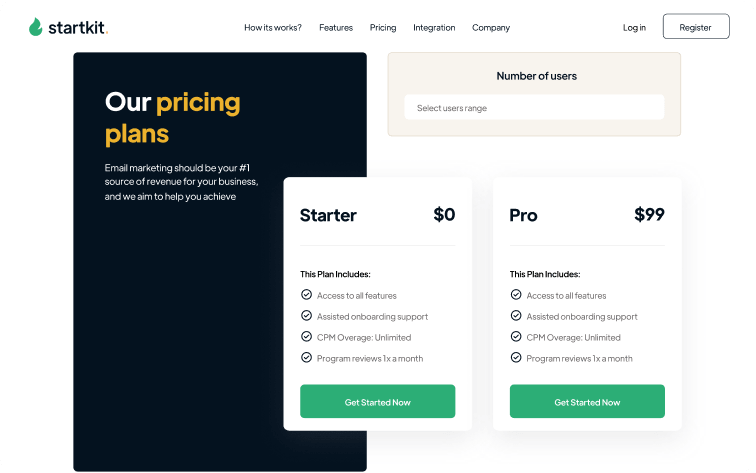 startkit.
How its works? Features Pricing Integration Company
Log in
Register
Our pricing
plans
Email marketing should be your #1
source of revenue for your business,
and we aim to help you achieve
Number of users
Select users range
Starter $0
This Plan Includes:
Access to all features
Assisted onboarding support
CPM Overage: Unlimited
Program reviews 1x a month
Get Started Now
Pro $99
This Plan Includes:
Access to all features
Assisted onboarding support
CPM Overage: Unlimited
Program reviews 1x a month
Get Started Now